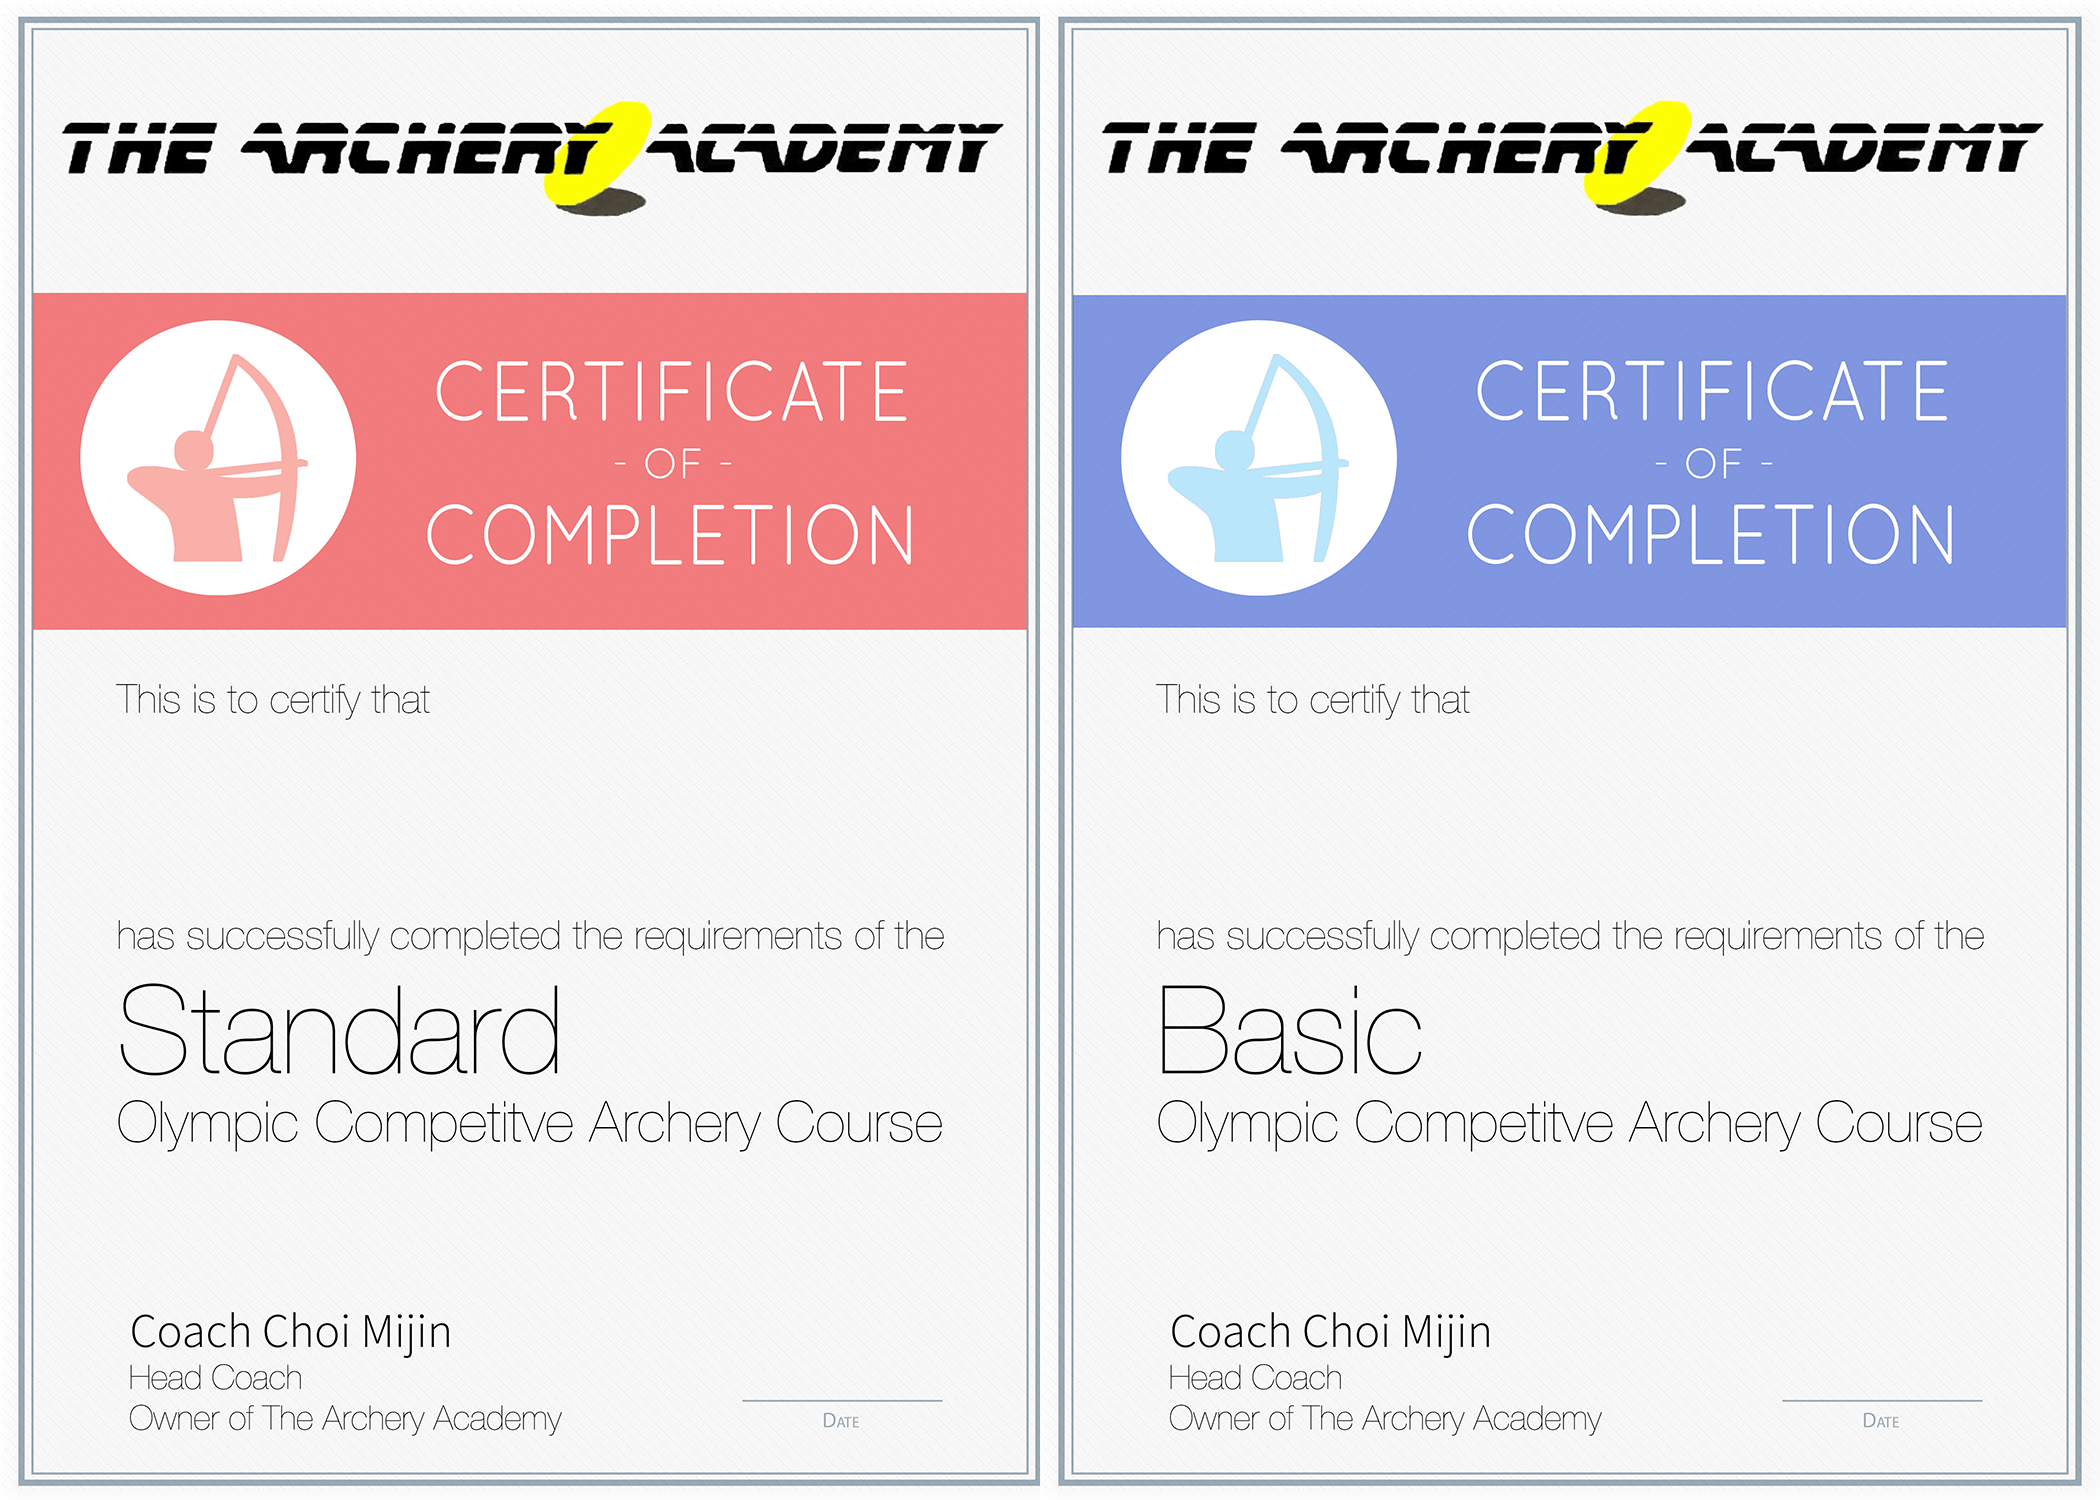 THE ARCHERY ACADEMY
CERTIFICATE
- OF -
COMPLETION
This is to certify that
has successfully completed the requirements of the
Standard
Olympic Competitve Archery Course
Coach Choi Mijin
Head Coach
Owner of The Archery Academy
DATE
THE ARCHERY ACADEMY
CERTIFICATE
- OF -
COMPLETION
This is to certify that
has successfully completed the requirements of the
Basic
Olympic Competitve Archery Course
Coach Choi Mijin
Head Coach
Owner of The Archery Academy
DATE